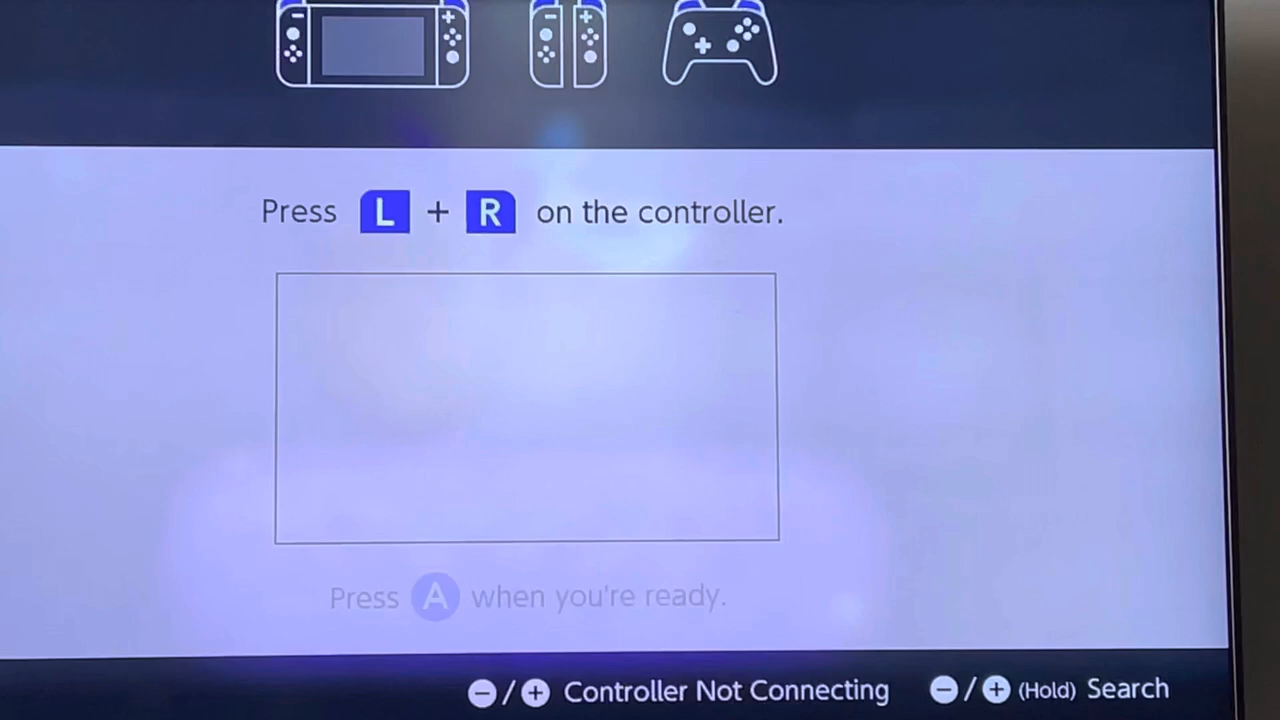 Press L + R on the controller.
Press A when you're ready.
−/+ Controller Not Connecting −/+ (Hold) Search